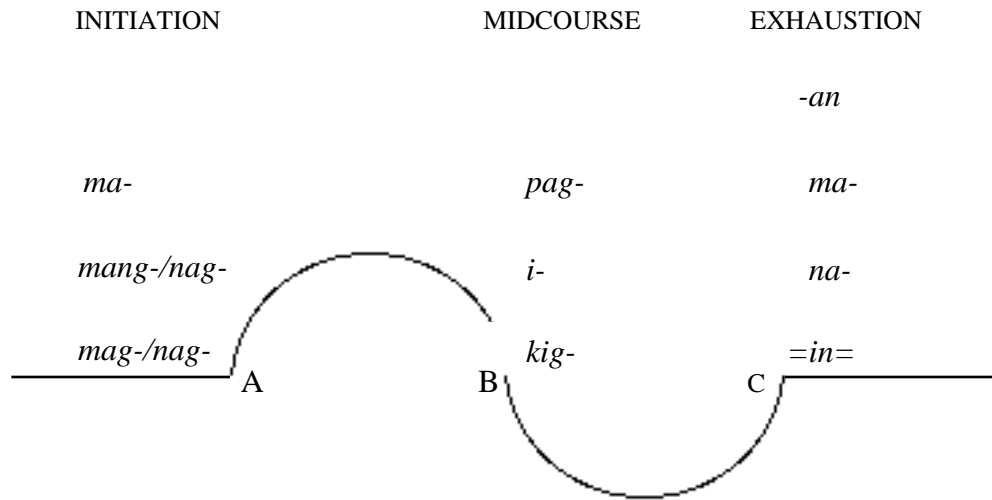 INITIATION MIDCOURSE EXHAUSTION
-an
ma- pag- ma-
mang-/nag- i- na-
mag-/nag- kig- =in=
A B C